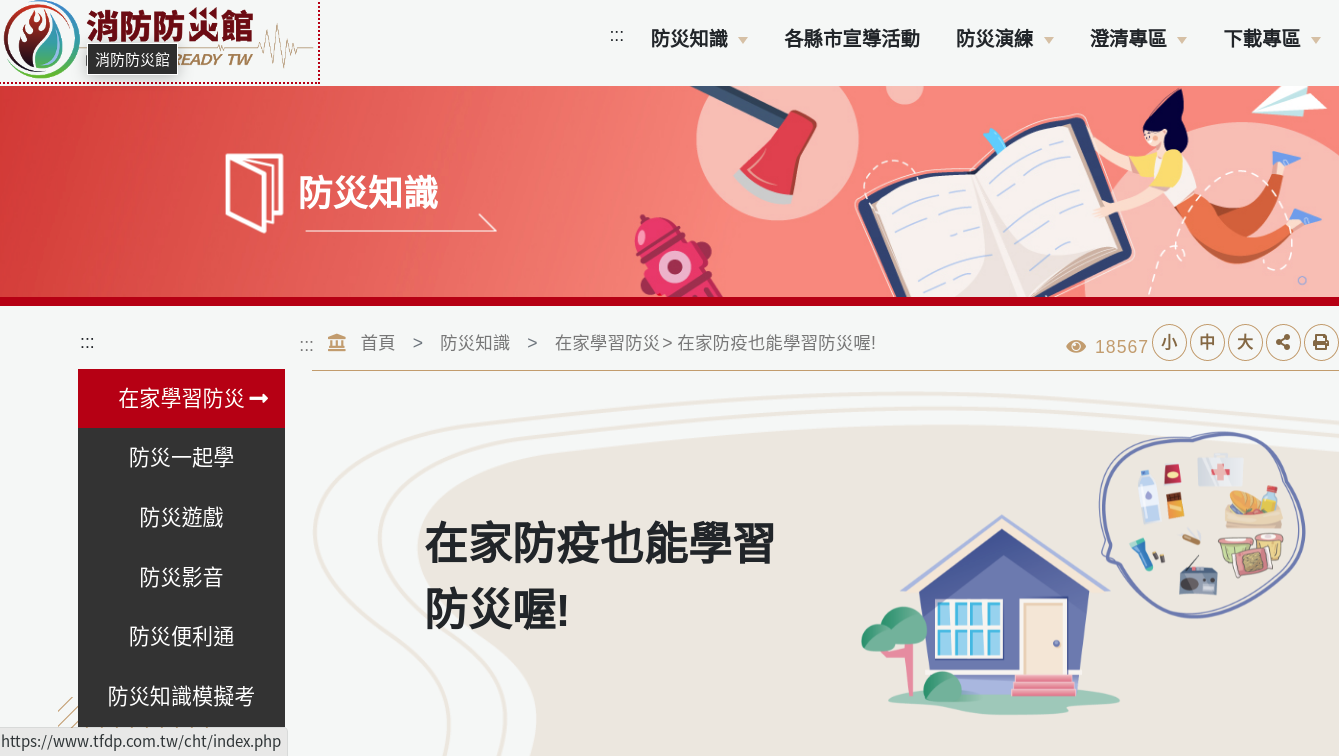 消防防災館
READY TW
消防防災館
:::
防災知識
各縣市宣導活動
防災演練
澄清專區
下載專區
防災知識
:::
::: 首頁 > 防災知識 > 在家學習防災 > 在家防疫也能學習防災喔!
18567
小
中
大
在家學習防災
防災一起學
防災遊戲
防災影音
防災便利通
防災知識模擬考
在家防疫也能學習
防災喔!
https://www.tfdp.com.tw/cht/index.php